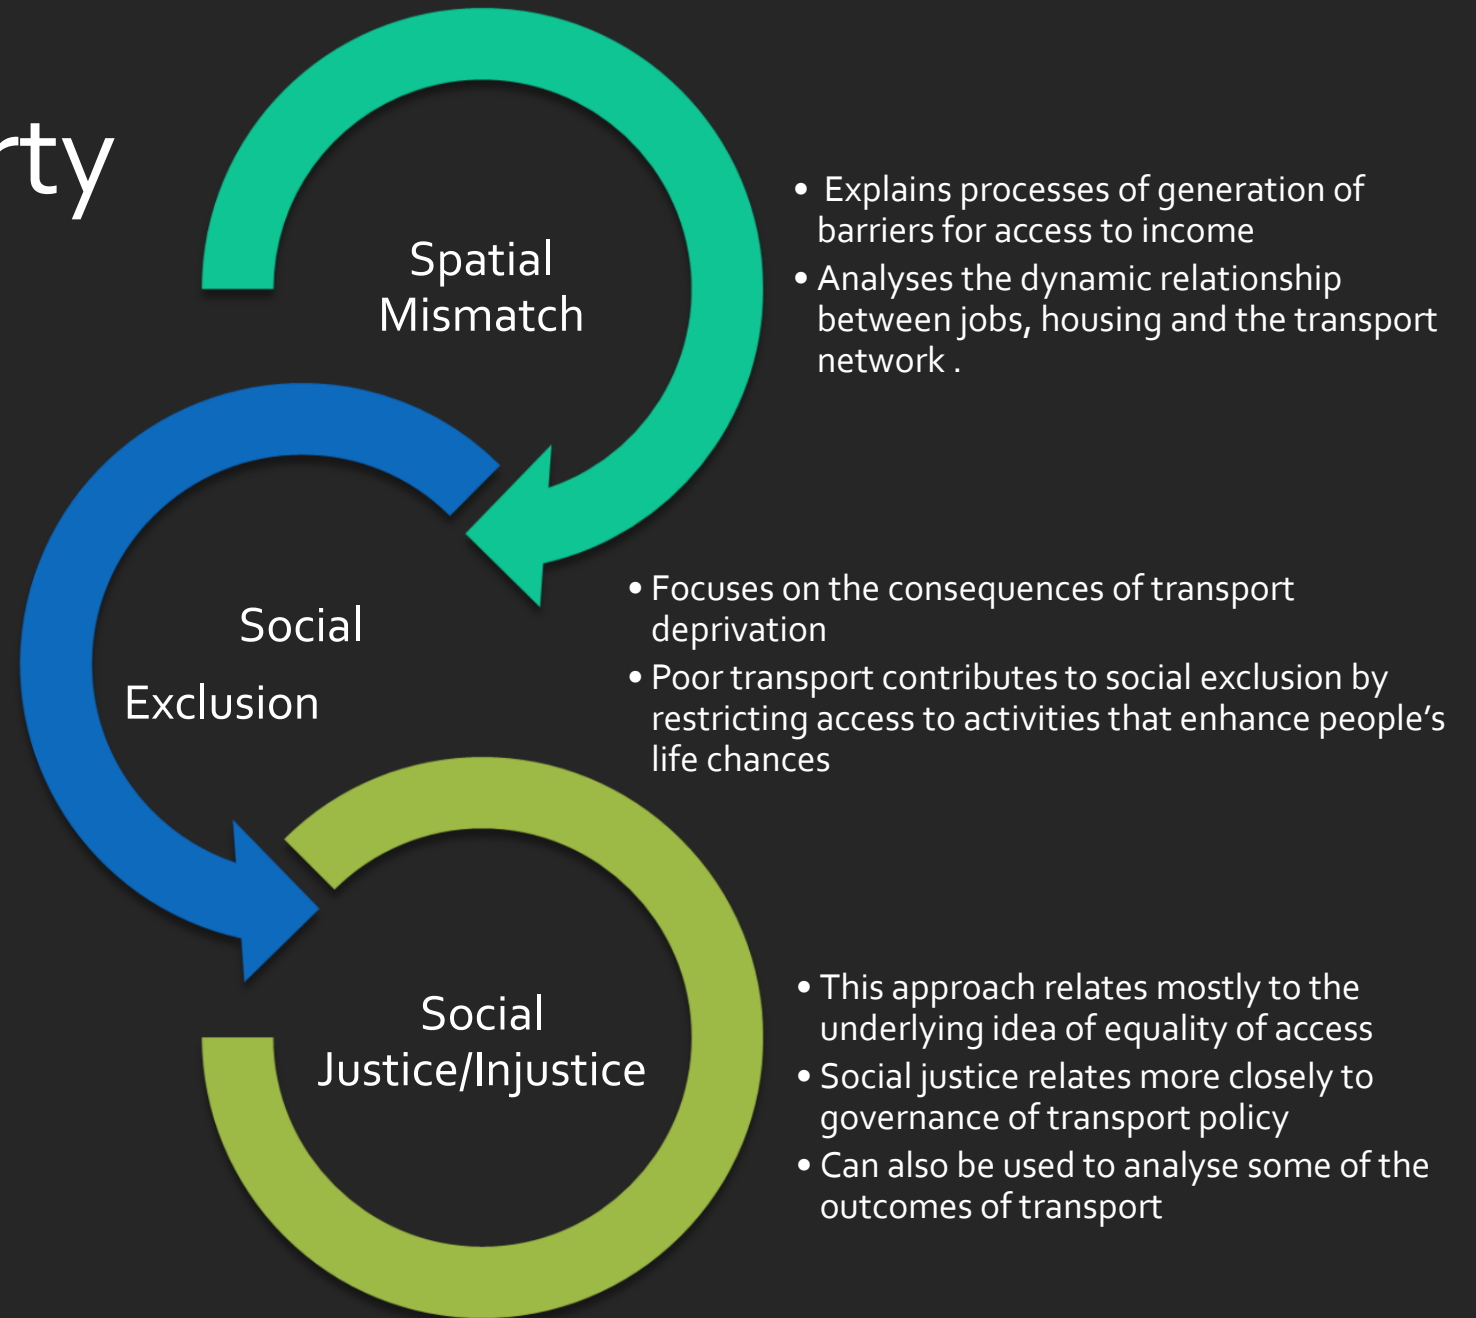 rty
Spatial
Mismatch
• Explains processes of generation of
barriers for access to income
• Analyses the dynamic relationship
between jobs, housing and the transport
network .
Social
Exclusion
• Focuses on the consequences of transport
deprivation
• Poor transport contributes to social exclusion by
restricting access to activities that enhance people’s
life chances
Social
Justice/Injustice
• This approach relates mostly to the
underlying idea of equality of access
• Social justice relates more closely to
governance of transport policy
• Can also be used to analyse some of the
outcomes of transport